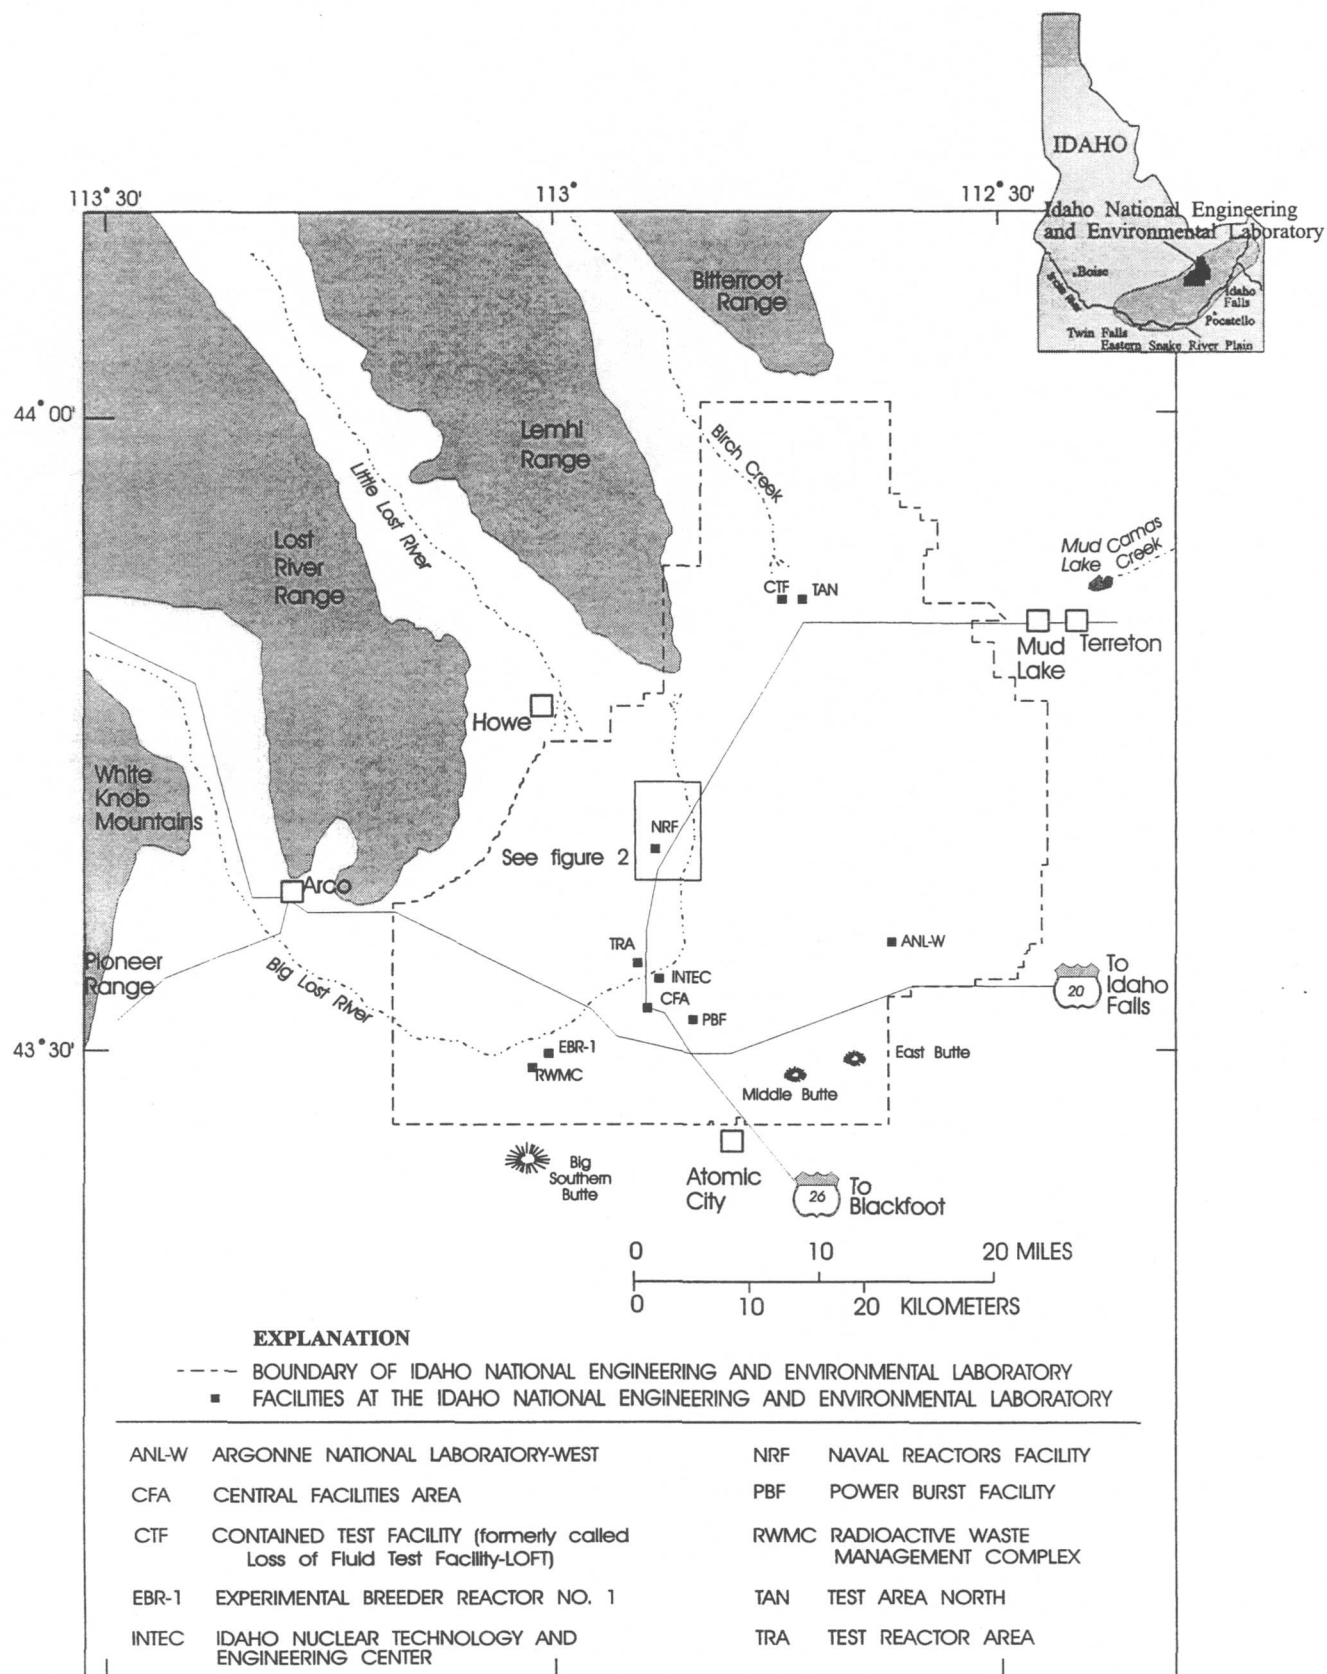 IDAHO
113° 30'
113°
112° 30'
Idaho National Engineering
and Environmental Laboratory
Boise
Snake River
Idaho
Falls
Pocatello
Twin Falls
Eastern Snake River Plain
Bitterroot
Range
44° 00'
Lemhi
Range
Birch Creek
Little Lost River
Lost
River
Range
Mud
Lake
Camas
Creek
CTF
TAN
Mud
Lake
Terreton
Howe
White
Knob
Mountains
NRF
See figure 2
Arco
TRA
ANL-W
Pioneer
Range
Big Lost River
INTEC
CFA
PBF
20
To
Idaho
Falls
43° 30'
EBR-1
RWMC
East Butte
Middle Butte
Big
Southern
Butte
Atomic
City
26
To
Blackfoot
0 10 20 MILES
0 10 20 KILOMETERS
EXPLANATION
BOUNDARY OF IDAHO NATIONAL ENGINEERING AND ENVIRONMENTAL LABORATORY
FACILITIES AT THE IDAHO NATIONAL ENGINEERING AND ENVIRONMENTAL LABORATORY
ANL-W ARGONNE NATIONAL LABORATORY-WEST
CFA CENTRAL FACILITIES AREA
CTF CONTAINED TEST FACILITY (formerly called
Loss of Fluid Test Facility-LOFT)
EBR-1 EXPERIMENTAL BREEDER REACTOR NO. 1
INTEC IDAHO NUCLEAR TECHNOLOGY AND
ENGINEERING CENTER
NRF NAVAL REACTORS FACILITY
PBF POWER BURST FACILITY
RWMC RADIOACTIVE WASTE
MANAGEMENT COMPLEX
TAN TEST AREA NORTH
TRA TEST REACTOR AREA